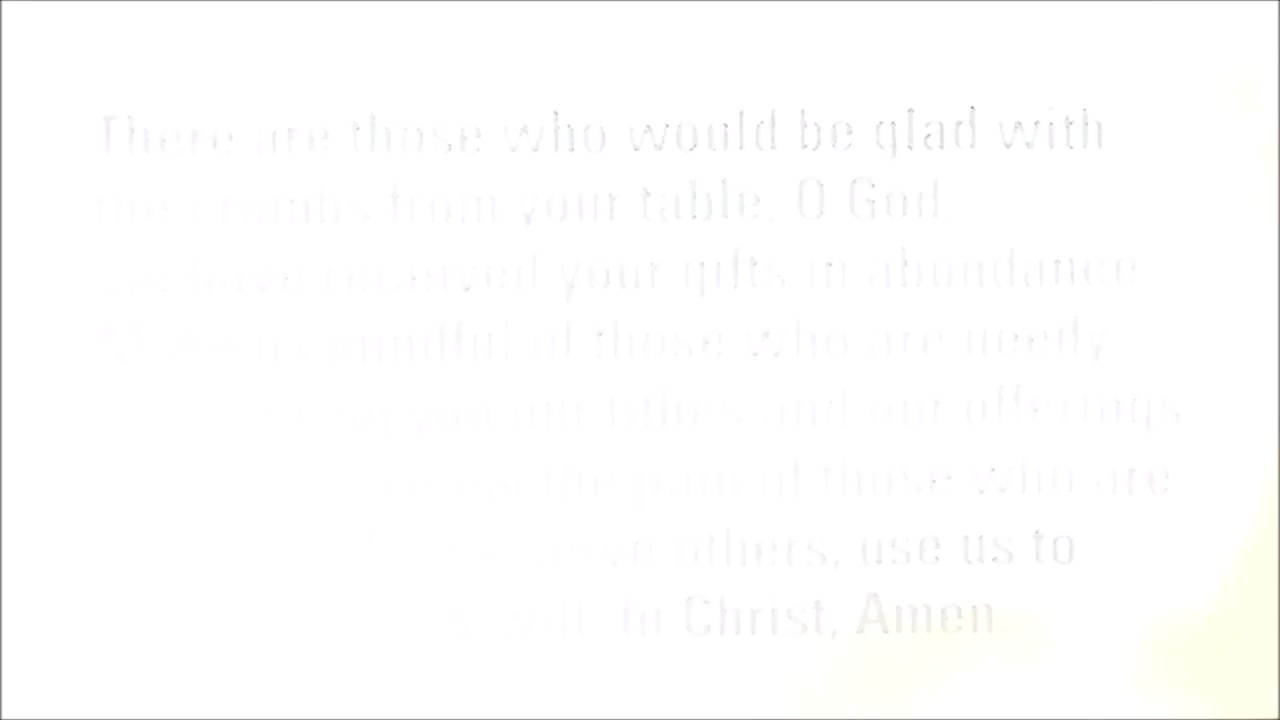 There are those who would be glad with
the crumbs from your table, O God
have received your gifts in abundance
mindful of those who are needy
you our tithes and our offerings
the pain of those who are
serve others, use us to
will. In Christ, Amen.